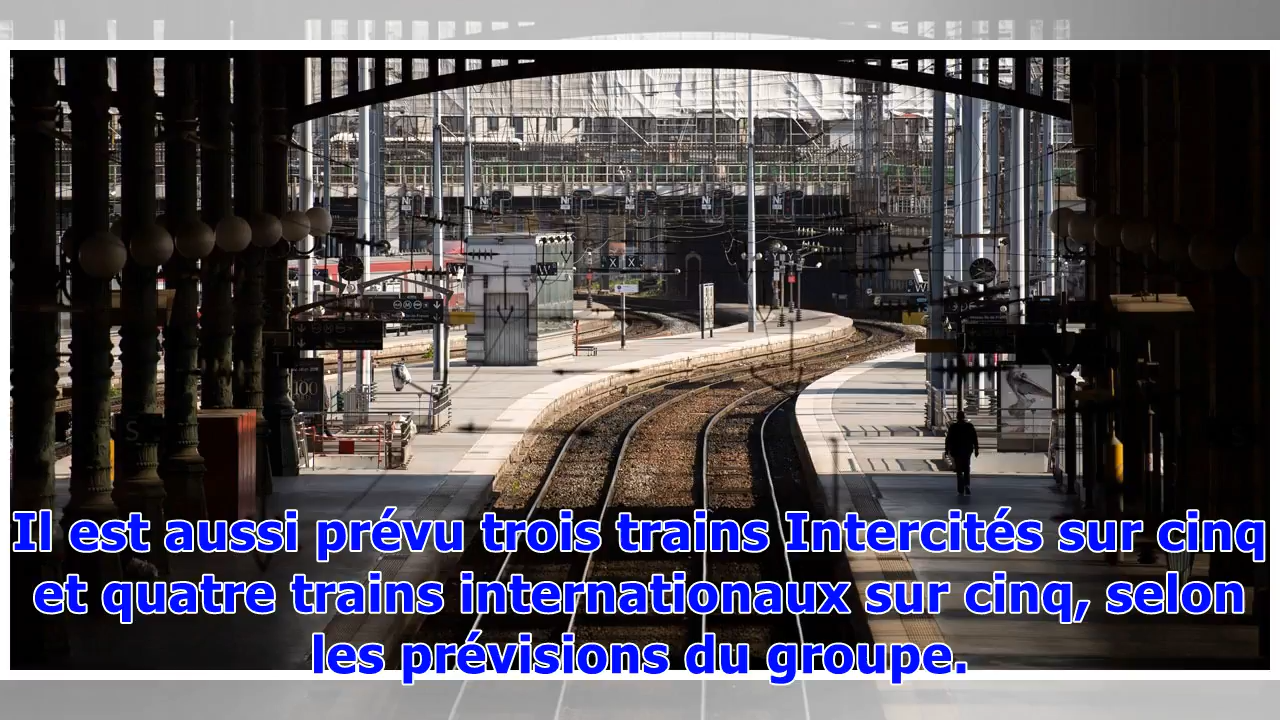 Il est aussi prévu trois trains Intercités sur cinq
et quatre trains internationaux sur cinq, selon
les prévisions du groupe.